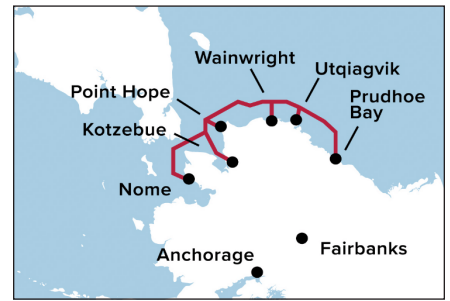 Wainwright
Utqiagvik
Point Hope
Prudhoe
Bay
Kotzebue
Nome
Fairbanks
Anchorage